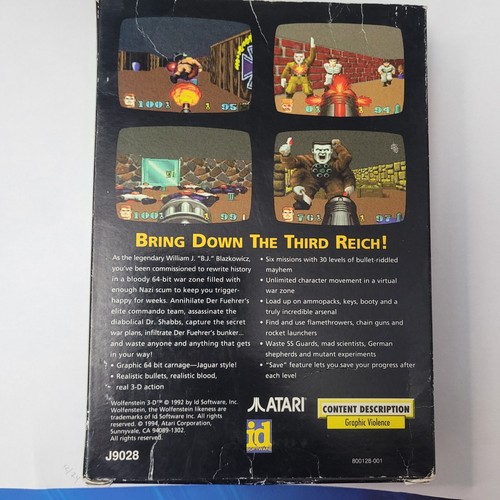 100% 95
0% 94
100% 99
76% 97
BRING DOWN THE THIRD REICH!
As the legendary William J. "B.J." Blazkowicz,
you've been commissioned to rewrite history
in a bloody 64-bit war zone filled with
enough Nazi scum to keep you trigger-
happy for weeks. Annihilate Der Fuehrer's
elite commando team, assassinate the
diabolical Dr. Shabbs, capture the secret
war plans, infiltrate Der Fuehrer's bunker...
and waste anyone and anything that gets
in your way!
• Graphic 64 bit carnage—Jaguar style!
• Realistic bullets, realistic blood,
real 3-D action
• Six missions with 30 levels of bullet-riddled
mayhem
• Unlimited character movement in a virtual
war zone
• Load up on ammopacks, keys, booty and a
truly incredible arsenal
• Find and use flamethrowers, chain guns and
rocket launchers
• Waste SS Guards, mad scientists, German
shepherds and mutant experiments
• "Save" feature lets you save your progress after
each level
Wolfenstein 3-D™ © 1992 by Id Software, Inc.
Wolfenstein, the Wolfenstein likeness are
trademarks of Id Software Inc. All rights
reserved. © 1994, Atari Corporation,
Sunnyvale, CA 94089-1302.
All rights reserved.
J9028
ATARI
id
CONTENT DESCRIPTION
Graphic Violence
800128-001